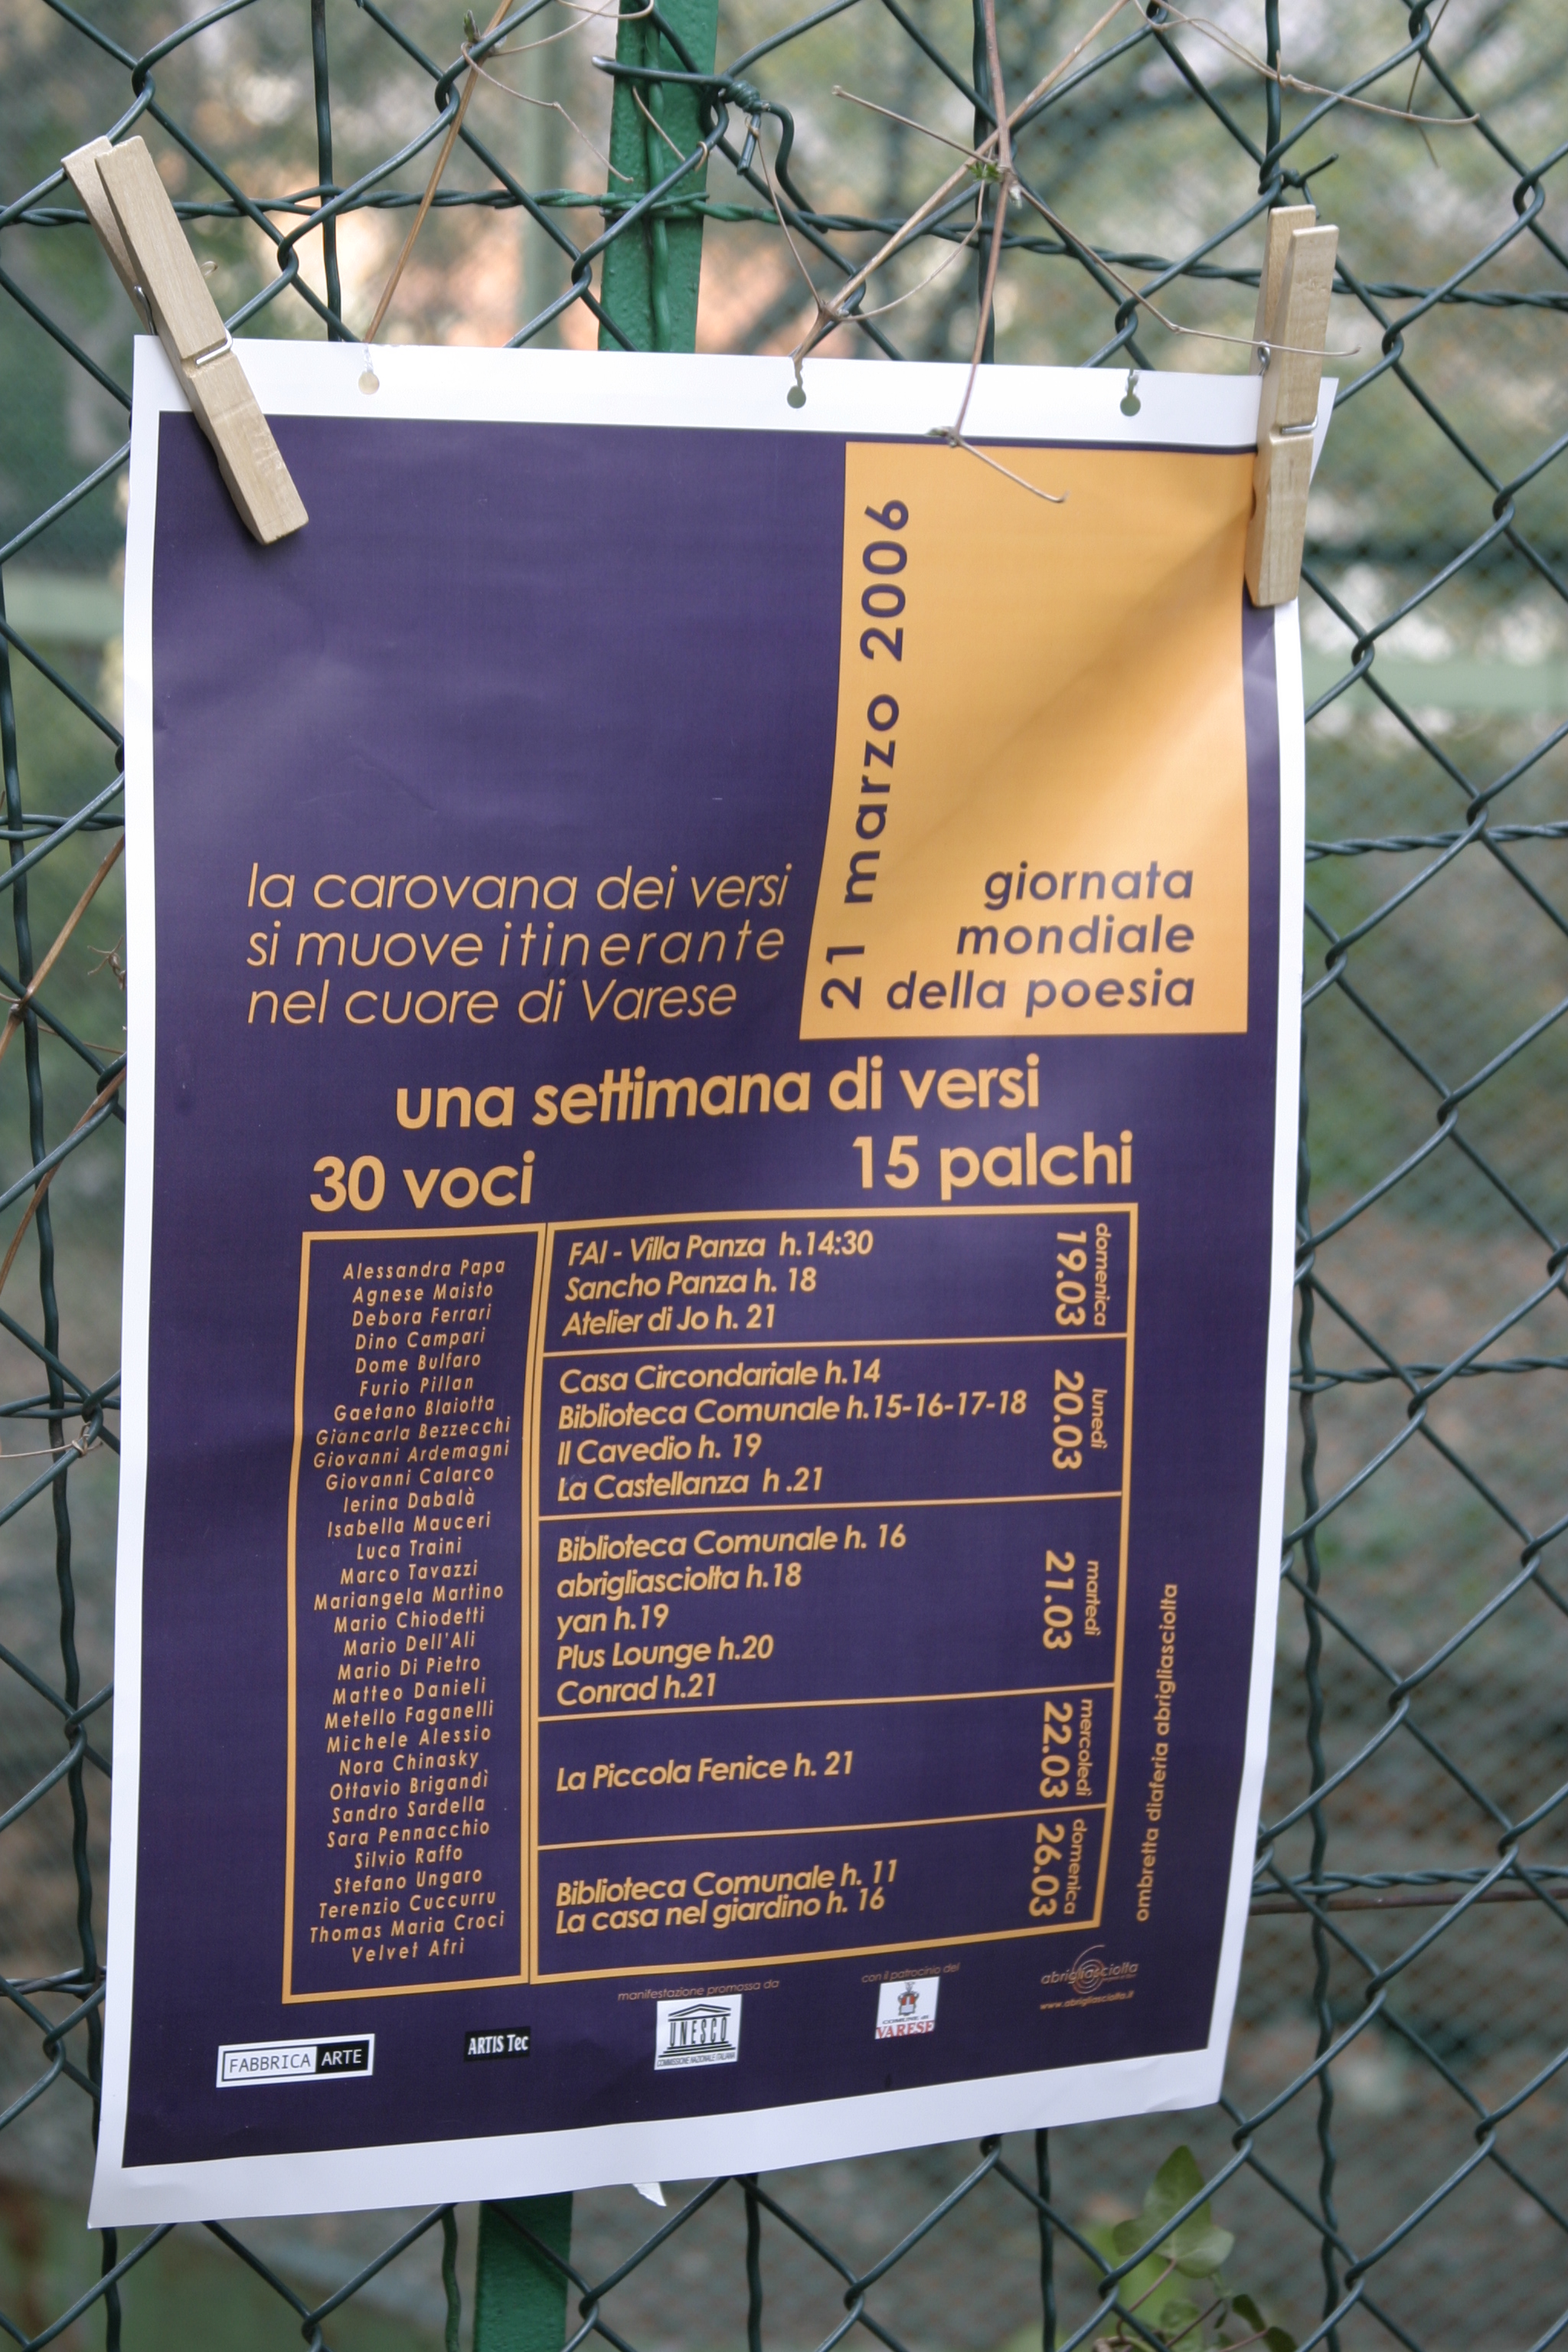 21 marzo 2006
giornata
mondiale
della poesia
la carovana dei versi
si muove itinerante
nel cuore di Varese
una settimana di versi
30 voci
15 palchi
Alessandra Papa
Agnese Maisto
Debora Ferrari
Dino Campari
Dome Bulfaro
Furio Pillan
Gaetano Blaiotta
Giancarla Bezzecchi
Giovanni Ardemagni
Giovanni Calarco
Ierina Dabalà
Isabella Mauceri
Luca Traini
Marco Tavazzi
Mariangela Martino
Mario Chiodetti
Mario Dell'Ali
Mario Di Pietro
Matteo Danieli
Metello Faganelli
Michele Alessio
Nora Chinasky
Ottavio Brigandì
Sandro Sardella
Sara Pennacchio
Silvio Raffo
Stefano Ungaro
Terenzio Cuccurru
Thomas Maria Croci
Velvet Afri
domenica
19.03
FAI - Villa Panza h.14:30
Sancho Panza h. 18
Atelier di Jo h. 21
lunedì
20.03
Casa Circondariale h.14
Biblioteca Comunale h.15-16-17-18
Il Cavedio h. 19
La Castellanza h .21
martedì
21.03
Biblioteca Comunale h. 16
abrigliasciolta h.18
yan h.19
Plus Lounge h.20
Conrad h.21
mercoledì
22.03
La Piccola Fenice h. 21
domenica
26.03
Biblioteca Comunale h. 11
La casa nel giardino h. 16
ombretta diaferia abrigliasciolta
manifestazione promossa da
con il patrocinio del
FABBRICA ARTE
ARTIS Tec
UNESCO
COMMISSIONE NAZIONALE ITALIANA
COMUNE di
VARESE
abrigliasciolta
www.abrigliasciolta.it